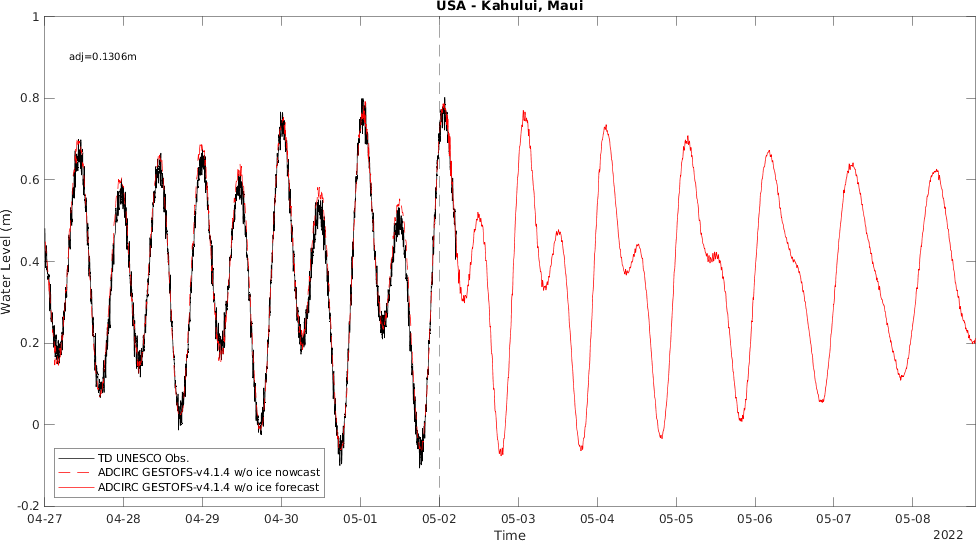 USA - Kahului, Maui
adj=0.1306m
1
0.8
0.6
0.4
0.2
0
-0.2
Water Level (m)
TD UNESCO Obs.
ADCIRC GESTOFS-v4.1.4 w/o ice nowcast
ADCIRC GESTOFS-v4.1.4 w/o ice forecast
04-27 04-28 04-29 04-30 05-01 05-02 05-03 05-04 05-05 05-06 05-07 05-08
Time
2022